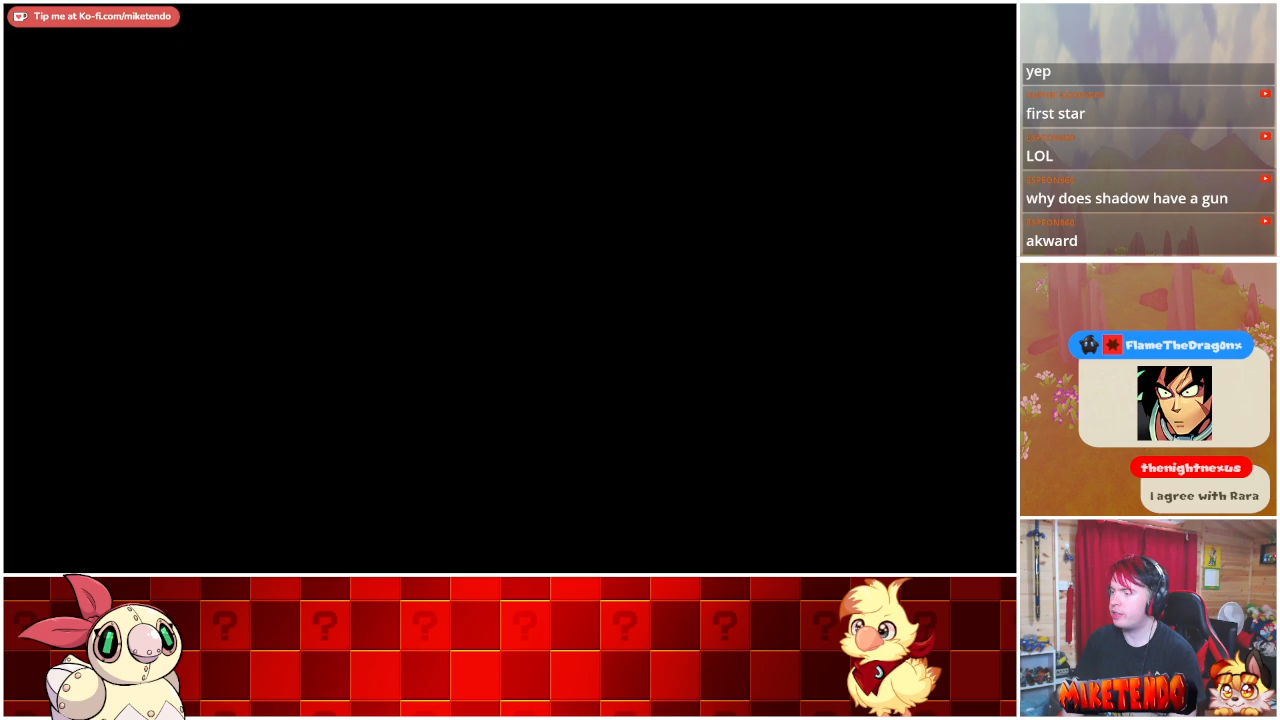 Tip me at Ko-fi.com/miketendo
yep
first star
LOL
why does shadow have a gun
akward
FlameTheDrag0nx
thenightnexus
I agree with Rara
MIKETENDO